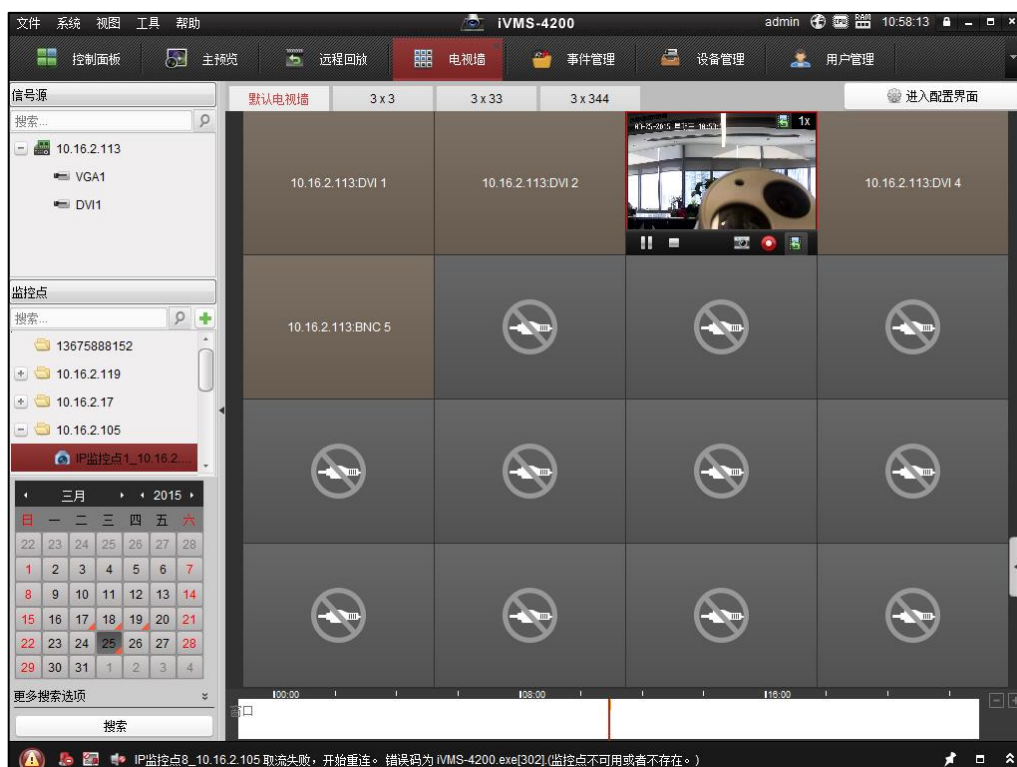 文件 系统 视图 工具 帮助 iVMS-4200 admin CPU RAM 10:58:13
控制面板 主预览 远程回放 电视墙 事件管理 设备管理 用户管理
信号源
搜索...
10.16.2.113
VGA1
DVI1
监控点
搜索...
13675888152
10.16.2.119
10.16.2.17
10.16.2.105
IP监控点1_10.16.2....
三月 2015
日 一 二 三 四 五 六
22 23 24 25 26 27 28
1 2 3 4 5 6 7
8 9 10 11 12 13 14
15 16 17 18 19 20 21
22 23 24 25 26 27 28
29 30 31 1 2 3 4
更多搜索选项
搜索
默认电视墙 3 x 3 3 x 33 3 x 344 进入配置界面
10.16.2.113:DVI 1
10.16.2.113:DVI 2
1x
10.16.2.113:DVI 4
10.16.2.113:BNC 5
00:00 08:00 16:00
窗口
IP监控点8_10.16.2.105 取流失败，开始重连。错误码为 iVMS-4200.exe[302].(监控点不可用或者不存在。)